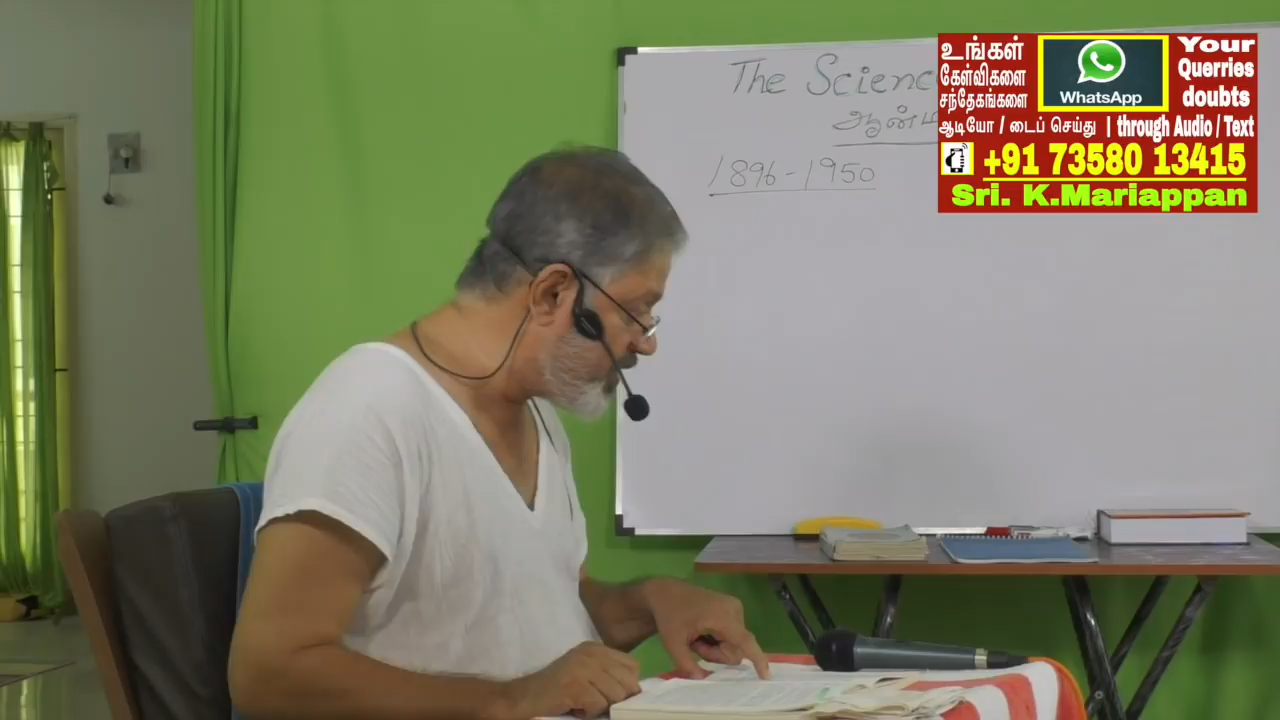 The Scienc
ஆன்ம
1896-1950
உங்கள்
கேள்விகளை
சந்தேகங்களை
WhatsApp
Your
Querries
doubts
ஆடியோ / டைப் செய்து | through Audio / Text
+91 73580 13415
Sri. K.Mariappan